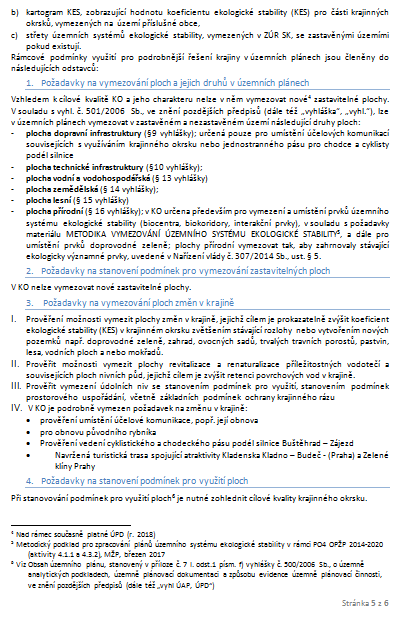 b) kartogram KES, zobrazující hodnotu koeficientu ekologické stability (KES) pro části krajinných
okrsků, vymezených na území příslušné obce,
c) střety územních systémů ekologické stability, vymezených v ZÚR SK, se zastavěnými územími
pokud existují.
Rámcové podmínky využití pro podrobnější řešení krajiny v územních plánech jsou členěny do
následujících odstavců:
1. Požadavky na vymezování ploch a jejich druhů v územních plánech
Vzhledem k cílové kvalitě KO a jeho charakteru nelze v něm vymezovat nové⁴ zastavitelné plochy.
V souladu s vyhl. č. 501/2006 Sb., ve znění pozdějších předpisů (dále též „vyhláška“, „vyhl.“), lze
v územních plánech vymezovat v zastavěném a nezastavěném území následující druhy ploch:
- plocha dopravní infrastruktury (§9 vyhlášky); určená pouze pro umístění účelových komunikací
souvisejících s využíváním krajinného okrsku nebo jednostranného pásu pro chodce a cyklisty
podél silnice
- plocha technické infrastruktury (§10 vyhlášky);
- plocha vodní a vodohospodářská (§ 13 vyhlášky)
- plocha zemědělská (§ 14 vyhlášky);
- plocha lesní (§ 15 vyhlášky)
- plocha přírodní (§ 16 vyhlášky); v KO určena především pro vymezení a umístění prvků územního
systému ekologické stability (biocentra, biokoridory, interakční prvky), v souladu s požadavky
materiálu METODIKA VYMEZOVÁNÍ ÚZEMNÍHO SYSTÉMU EKOLOGICKÉ STABILITY⁵, a dále pro
umístění prvků doprovodné zeleně; plochy přírodní vymezovat tak, aby zahrnovaly stávající
ekologicky významné prvky, uvedené v Nařízení vlády č. 307/2014 Sb., ust. § 5.
2. Požadavky na stanovení podmínek pro vymezování zastavitelných ploch
V KO nelze vymezovat nové zastavitelné plochy.
3. Požadavky na vymezování ploch změn v krajině
I. Prověření možnosti vymezily plochy změn v krajině, jejichž cílem je prokazatelně zvýšit koeficient
ekologické stability (KES) v krajinném okrsku zvětšením stávající rozlohy nebo vytvořením nových
pozemků např. doprovodné zeleně, zahrad, ovocných sadů, trvalých travních porostů, pastvin,
lesa, vodních ploch a nebo mokřadů.
II. Prověřit možnosti vymezily plochy revitalizace a renaturalizace příležitostných vodotečí a
souvisejících ploch nivních půd, jejichž cílem je zvýšit retenci povrchových vod v krajině.
III. Prověřit vymezení údolních niv se stanovením podmínek pro využití, stanovením podmínek
prostorového uspořádání, včetně základních podmínek ochrany krajinného rázu
IV. V KO je podrobně vymezen požadavek na změnu v krajině:
• prověření umístění účelové komunikace, popř. její obnova
• pro obnovu původního rybníka
• Prověření vedení cyklistického a chodeckého pásu podél silnice Buštěhrad – Zájezd
• Navržená turistická trasa spojující atraktivity Kladenska Kladno – Budeč - (Praha) a Zelené
klíny Prahy
4. Požadavky na stanovení podmínek pro využití ploch
Při stanovování podmínek pro využití ploch⁶ je nutné zohlednit cílové kvality krajinného okrsku.
⁴ Nad rámec současně platné ÚPD (r. 2018)
⁵ Metodický podklad pro zpracování plánů územního systému ekologické stability v rámci PO4 OPŽP 2014-2020
(aktivity 4.1.1 a 4.3.2), MŽP, březen 2017
⁶ Viz Obsah územního plánu, stanovený v příloze č. 7 I. odst.1 písm. f) vyhlášky č. 500/2006 Sb., o územně
analytických podkladech, územně plánovací dokumentaci a způsobu evidence územně plánovací činnosti,
ve znění pozdějších předpisů (dále též „vyhl ÚAP, ÚPD“)
Stránka 5 z 6